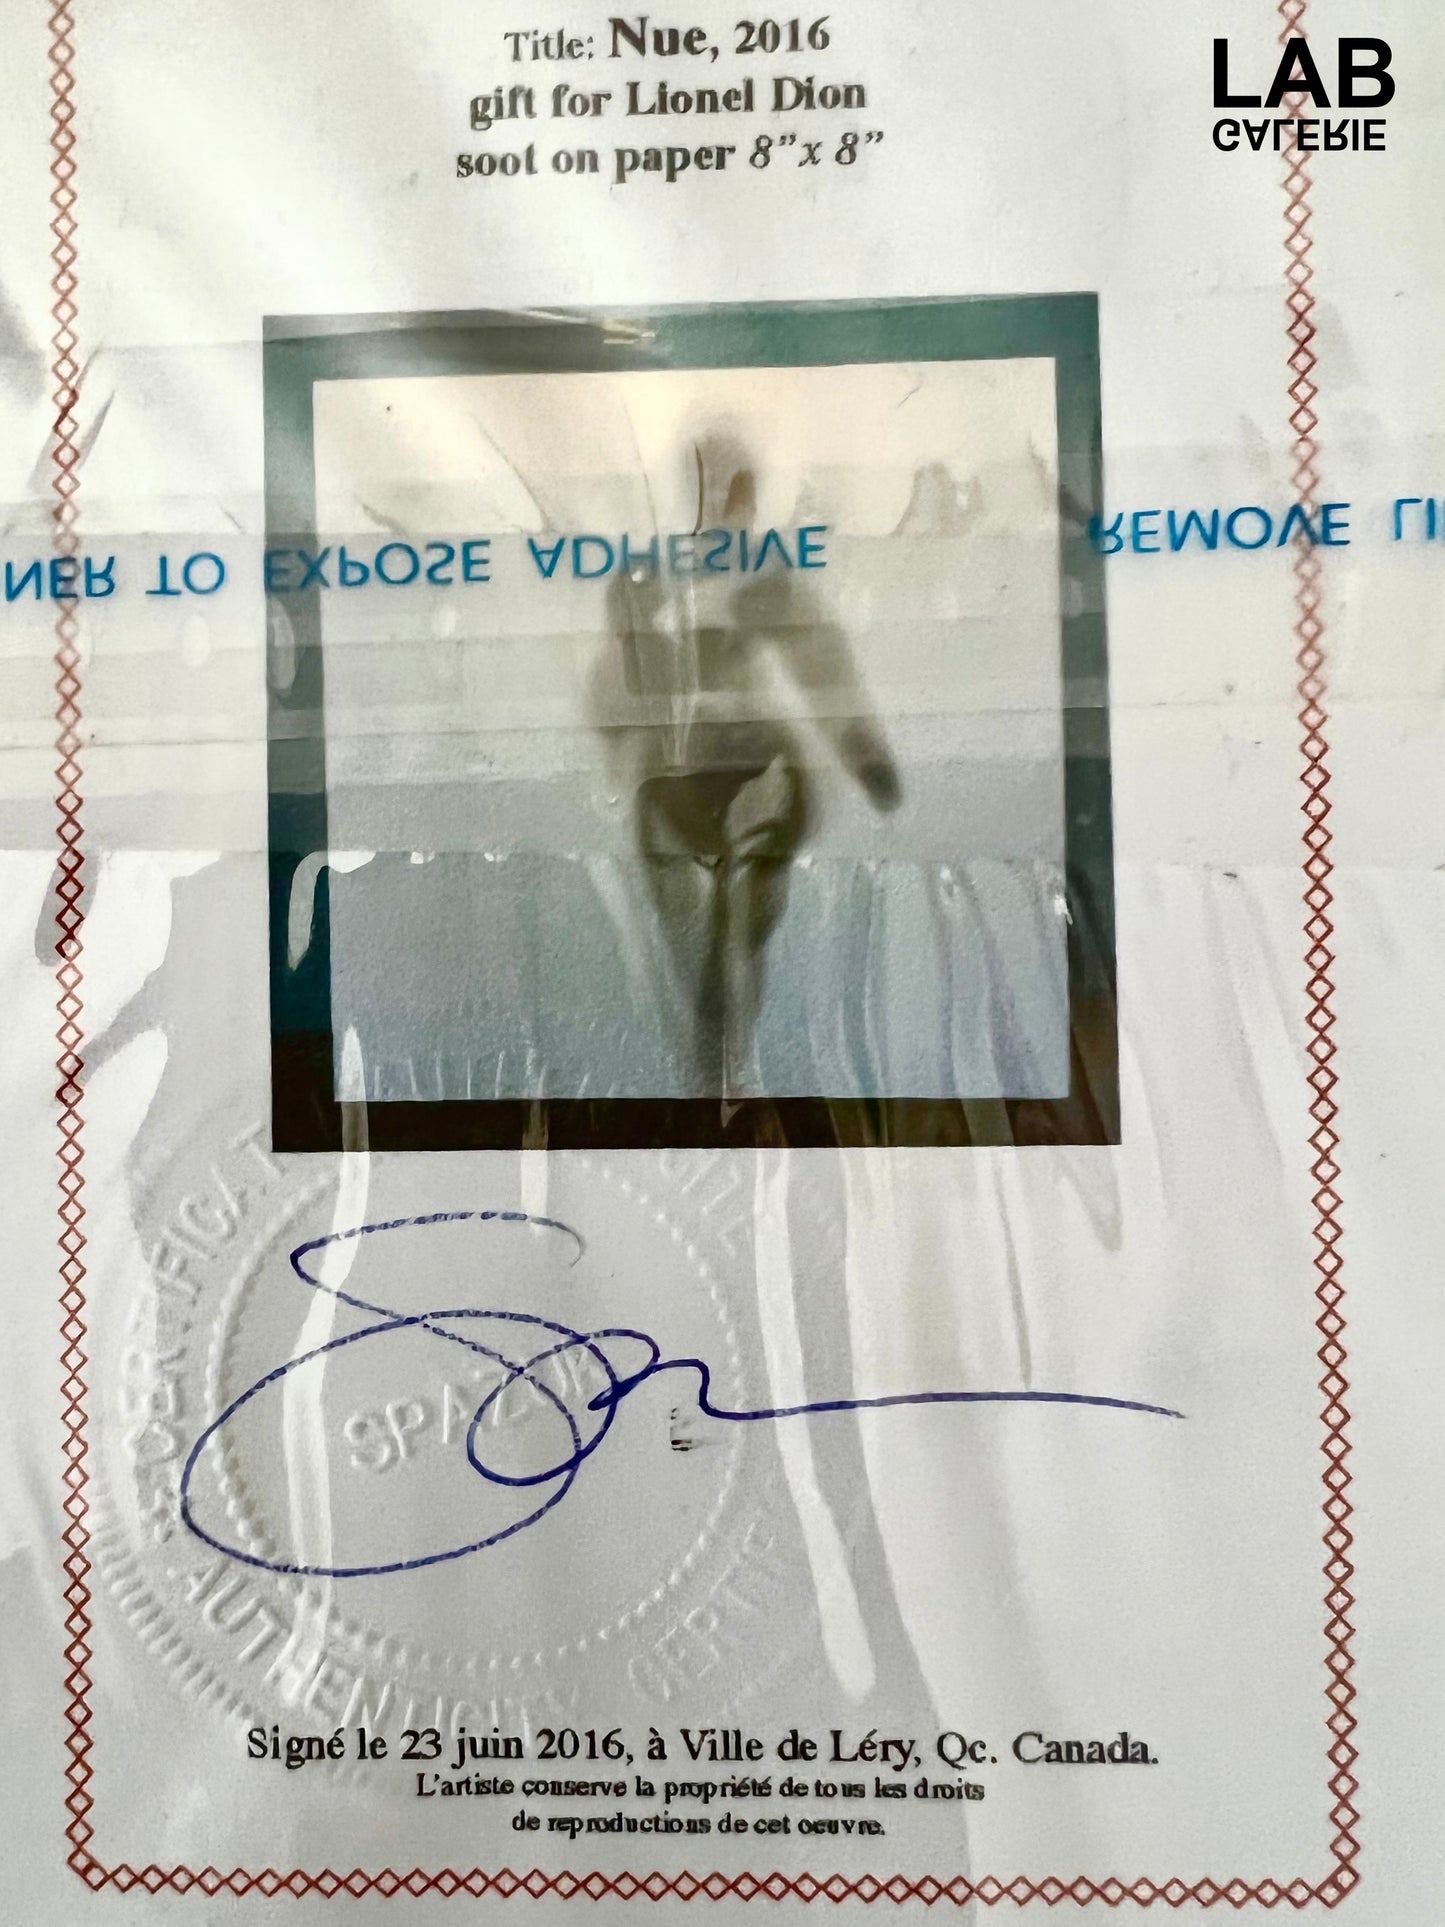 Title: Nue, 2016
gift for Lionel Dion
soot on paper 8”x 8”
LAB
GALERIE
NER TO EXPOSE ADHESIVE REMOVE LI
SPAZUK
AUTHENTICITY
Signé le 23 juin 2016, à Ville de Léry, Qc. Canada.
L'artiste conserve la propriété de tous les droits
de reproductions de cet oeuvre.